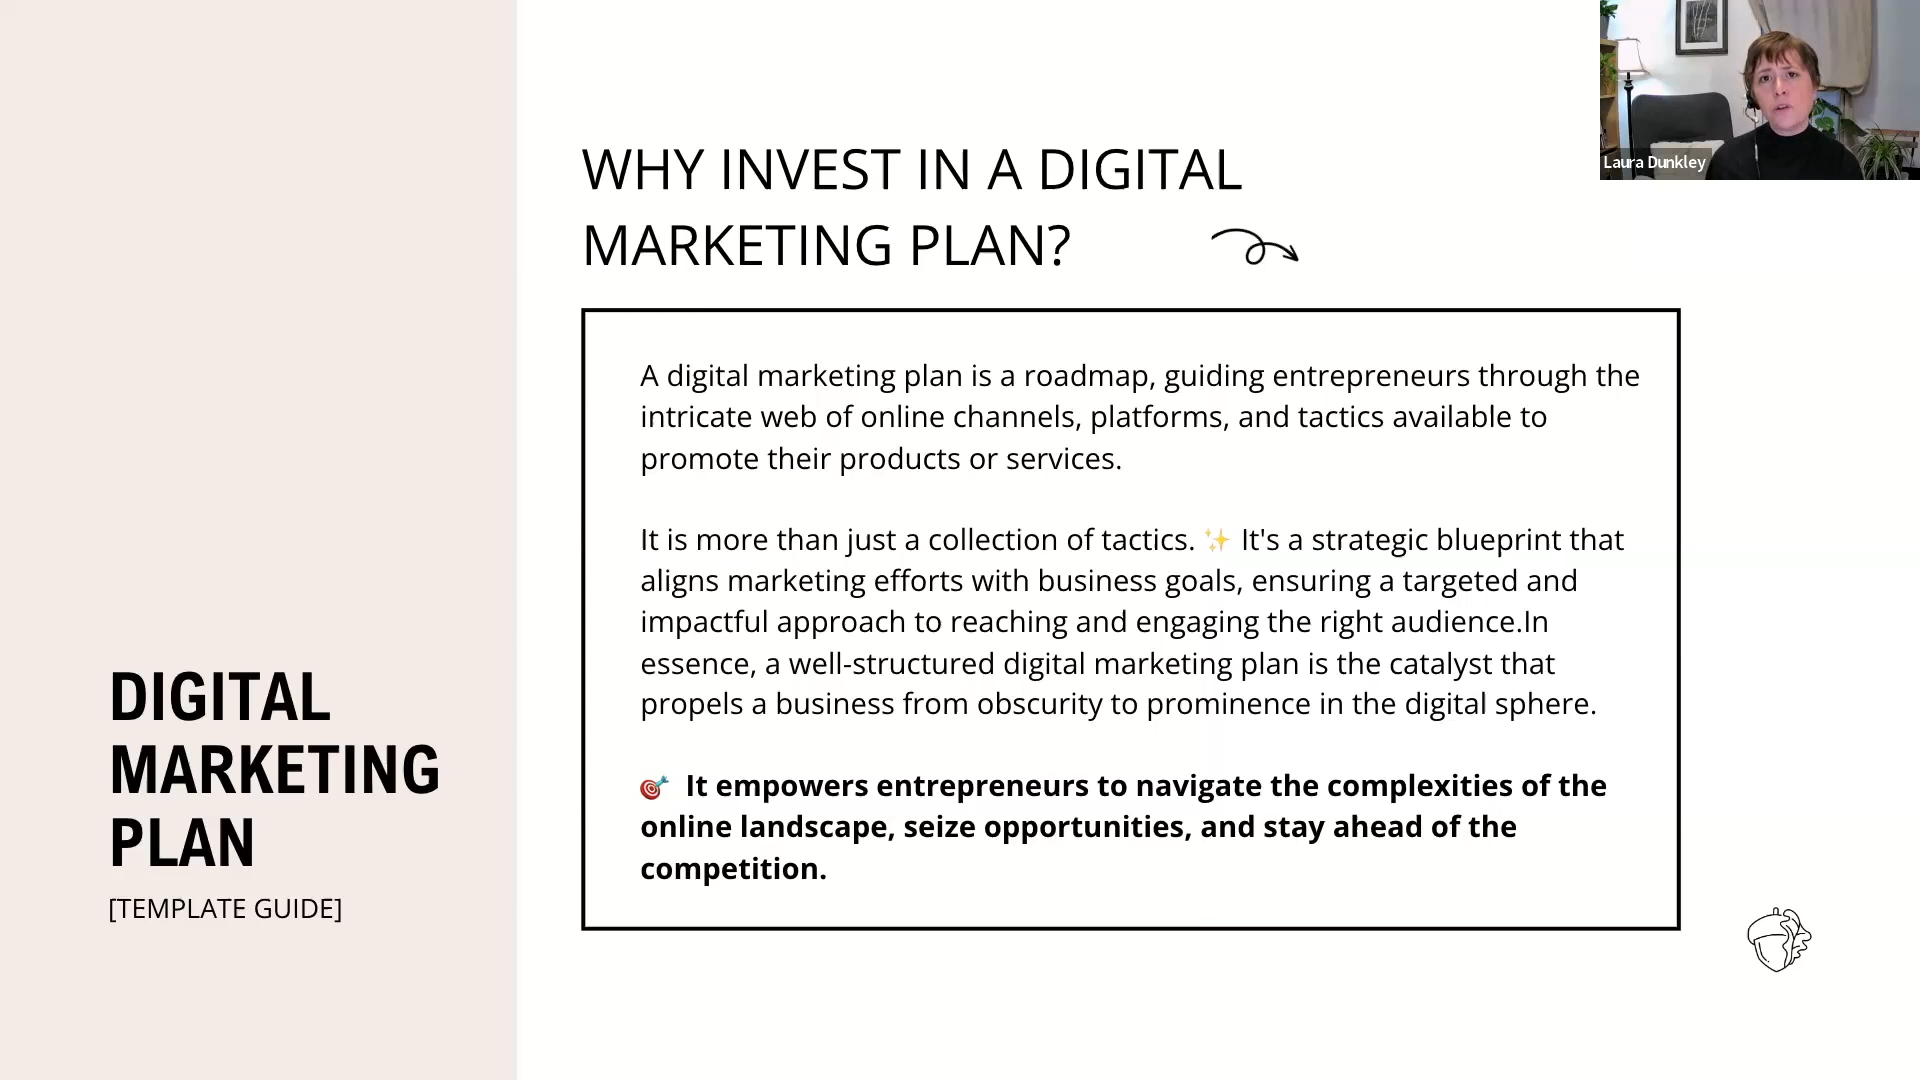 Laura Dunkley
WHY INVEST IN A DIGITAL
MARKETING PLAN?
A digital marketing plan is a roadmap, guiding entrepreneurs through the
intricate web of online channels, platforms, and tactics available to
promote their products or services.
It is more than just a collection of tactics. ✨ It's a strategic blueprint that
aligns marketing efforts with business goals, ensuring a targeted and
impactful approach to reaching and engaging the right audience.In
essence, a well-structured digital marketing plan is the catalyst that
propels a business from obscurity to prominence in the digital sphere.
🎯 It empowers entrepreneurs to navigate the complexities of the
online landscape, seize opportunities, and stay ahead of the
competition.
DIGITAL
MARKETING
PLAN
[TEMPLATE GUIDE]